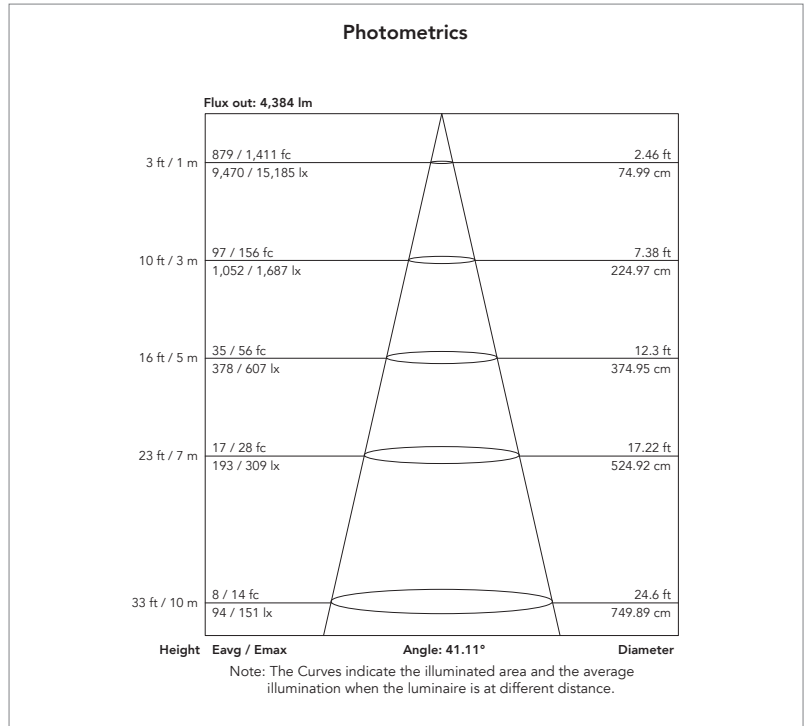 Photometrics
Flux out: 4,384 lm
879 / 1,411 fc 2.46 ft
3 ft / 1 m
9,470 / 15,185 lx 74.99 cm
97 / 156 fc 7.38 ft
10 ft / 3 m
1,052 / 1,687 lx 224.97 cm
35 / 56 fc 12.3 ft
16 ft / 5 m
378 / 607 lx 374.95 cm
17 / 28 fc 17.22 ft
23 ft / 7 m
193 / 309 lx 524.92 cm
8 / 14 fc 24.6 ft
33 ft / 10 m
94 / 151 lx 749.89 cm
Height Eavg / Emax Angle: 41.11° Diameter
Note: The Curves indicate the illuminated area and the average
illumination when the luminaire is at different distance.